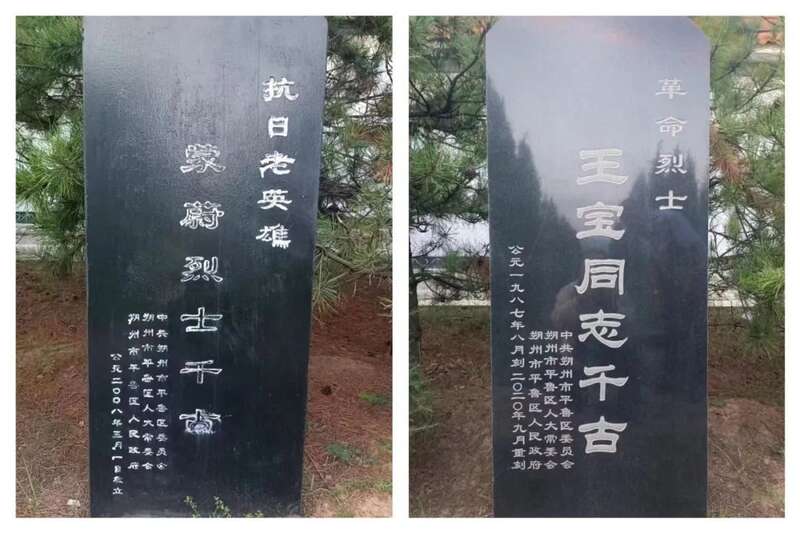 抗日老英雄
蒙蔚烈士千古
中共朔州市平鲁区委员会
朔州市平鲁区人大常委会
朔州市平鲁区人民政府
公元二〇〇八年三月一日敬立
革命烈士
王宝同志千古
中共朔州市平鲁区委员会
朔州市平鲁区人大常委会
朔州市平鲁区人民政府
公元一九八七年八月刻二〇二〇年九月重刻